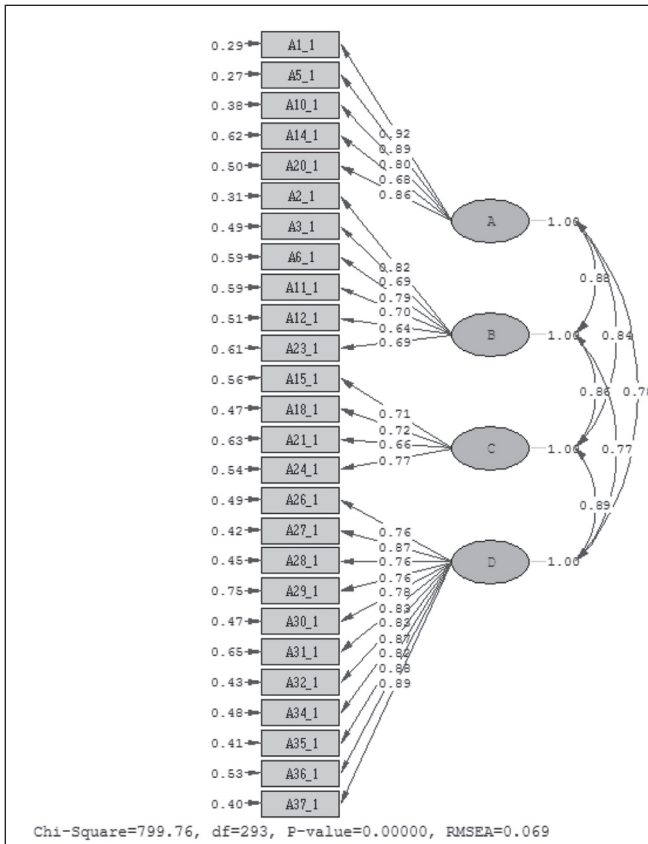 0.29 A1_1
0.27 A5_1
0.38 A10_1
0.62 A14_1
0.50 A20_1
0.31 A2_1
0.49 A3_1
0.59 A6_1
0.59 A11_1
0.51 A12_1
0.61 A23_1
0.56 A15_1
0.47 A18_1
0.63 A21_1
0.54 A24_1
0.49 A26_1
0.42 A27_1
0.45 A28_1
0.75 A29_1
0.47 A30_1
0.65 A31_1
0.43 A32_1
0.48 A34_1
0.41 A35_1
0.53 A36_1
0.40 A37_1
0.92
0.89
0.80
0.68
0.86
0.82
0.69
0.79
0.70
0.64
0.69
0.71
0.72
0.66
0.77
0.76
0.87
0.76
0.76
0.78
0.83
0.83
0.87
0.82
0.88
0.89
A 1.00
B 1.00
C 1.00
D 1.00
0.88
0.84
0.86
0.78
0.77
0.89
Chi-Square=799.76, df=293, P-value=0.00000, RMSEA=0.069